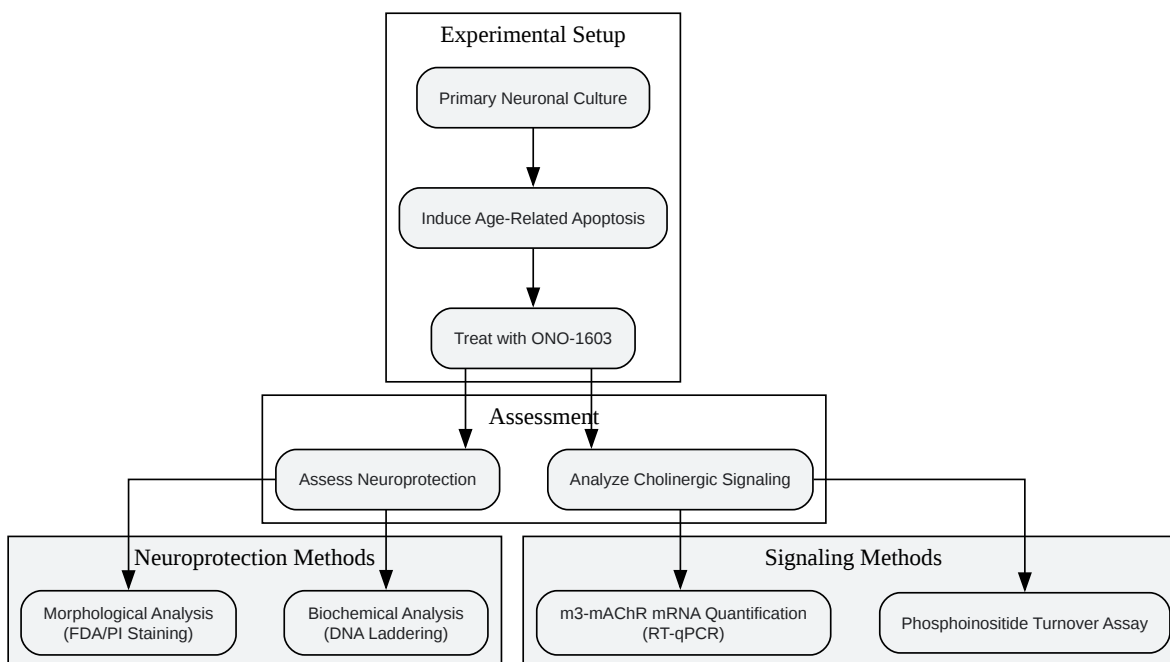 Experimental Setup
Primary Neuronal Culture
Induce Age-Related Apoptosis
Treat with ONO-1603
Assessment
Assess Neuroprotection
Analyze Cholinergic Signaling
Neuroprotection Methods
Signaling Methods
Morphological Analysis
(FDA/PI Staining)
Biochemical Analysis
(DNA Laddering)
m3-mAChR mRNA Quantification
(RT-qPCR)
Phosphoinositide Turnover Assay